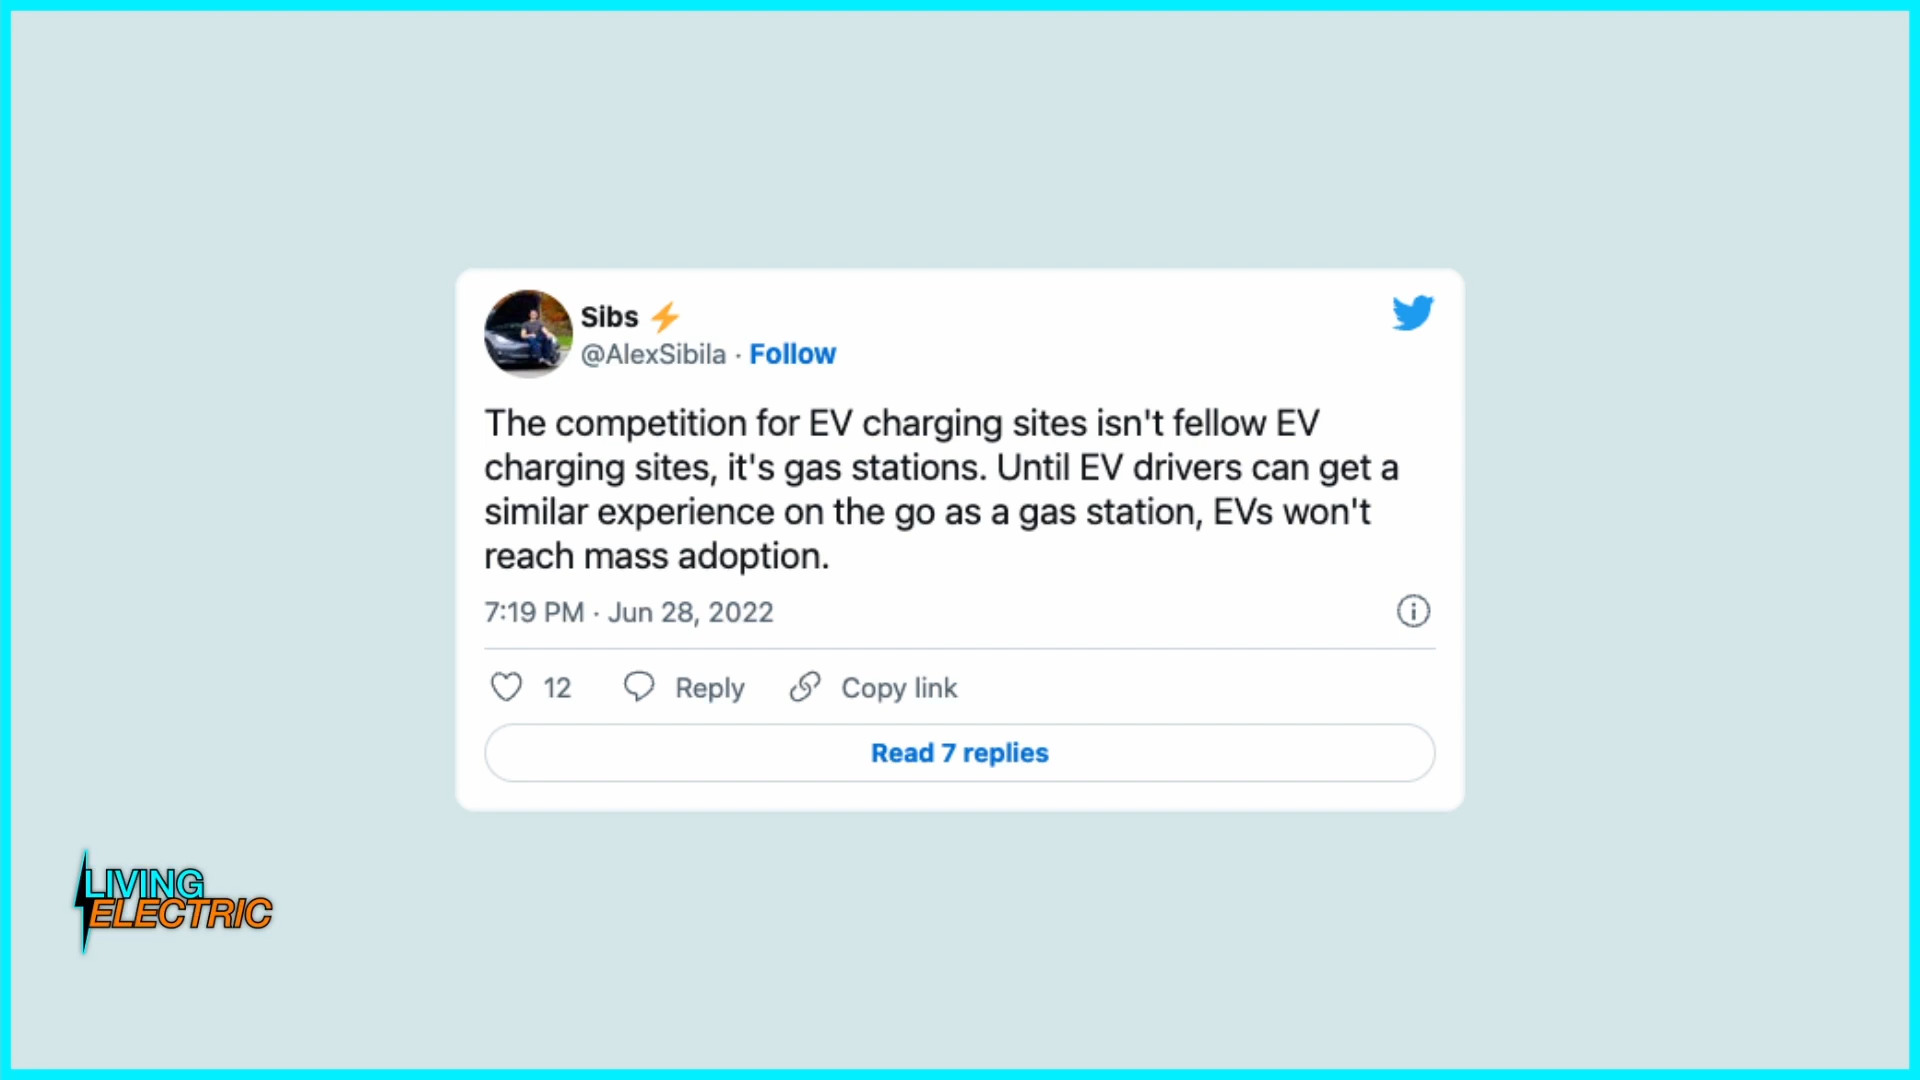 Sibs ⚡
@AlexSibila · Follow
The competition for EV charging sites isn't fellow EV
charging sites, it's gas stations. Until EV drivers can get a
similar experience on the go as a gas station, EVs won't
reach mass adoption.
7:19 PM · Jun 28, 2022
12 Reply Copy link
Read 7 replies
LIVING
ELECTRIC